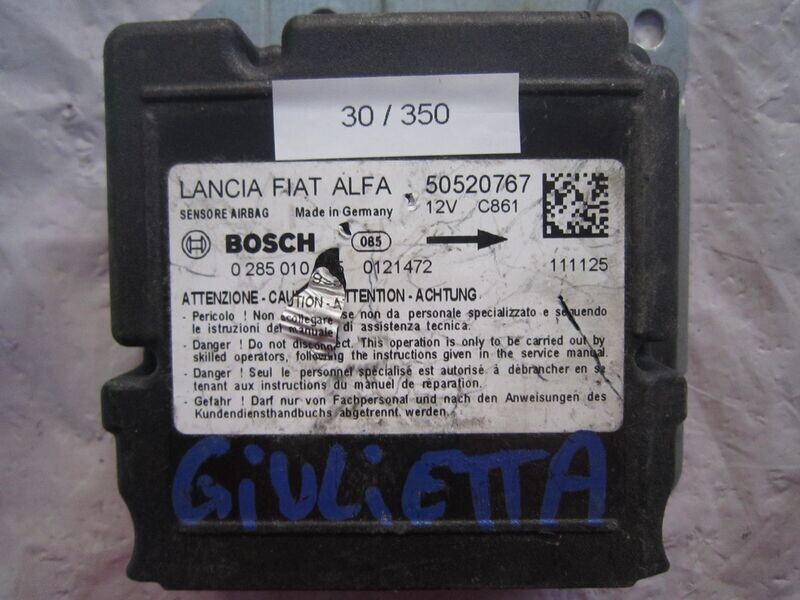 30 / 350
LANCIA FIAT ALFA 50520767
SENSORE AIRBAG Made in Germany 12V C861
BOSCH 085
0 285 010 0121472 111125
ATTENZIONE - ATTENTION - ACHTUNG
- Pericolo ! Non se non da personale specializzato e seguendo
le istruzioni del manuale di assistenza tecnica.
- Danger ! Do not disconnect. This operation is only to be carried out by
skilled operators, following the instructions given in the service manual.
- Danger ! Seul le personnel spécialisé est autorisé à débrancher en se
tenant aux instructions du manuel de réparation.
- Gefahr ! Darf nur von Fachpersonal und nach den Anweisungen des
Kundendiensthandbuchs abgetrennt werden.
GiULiETTA